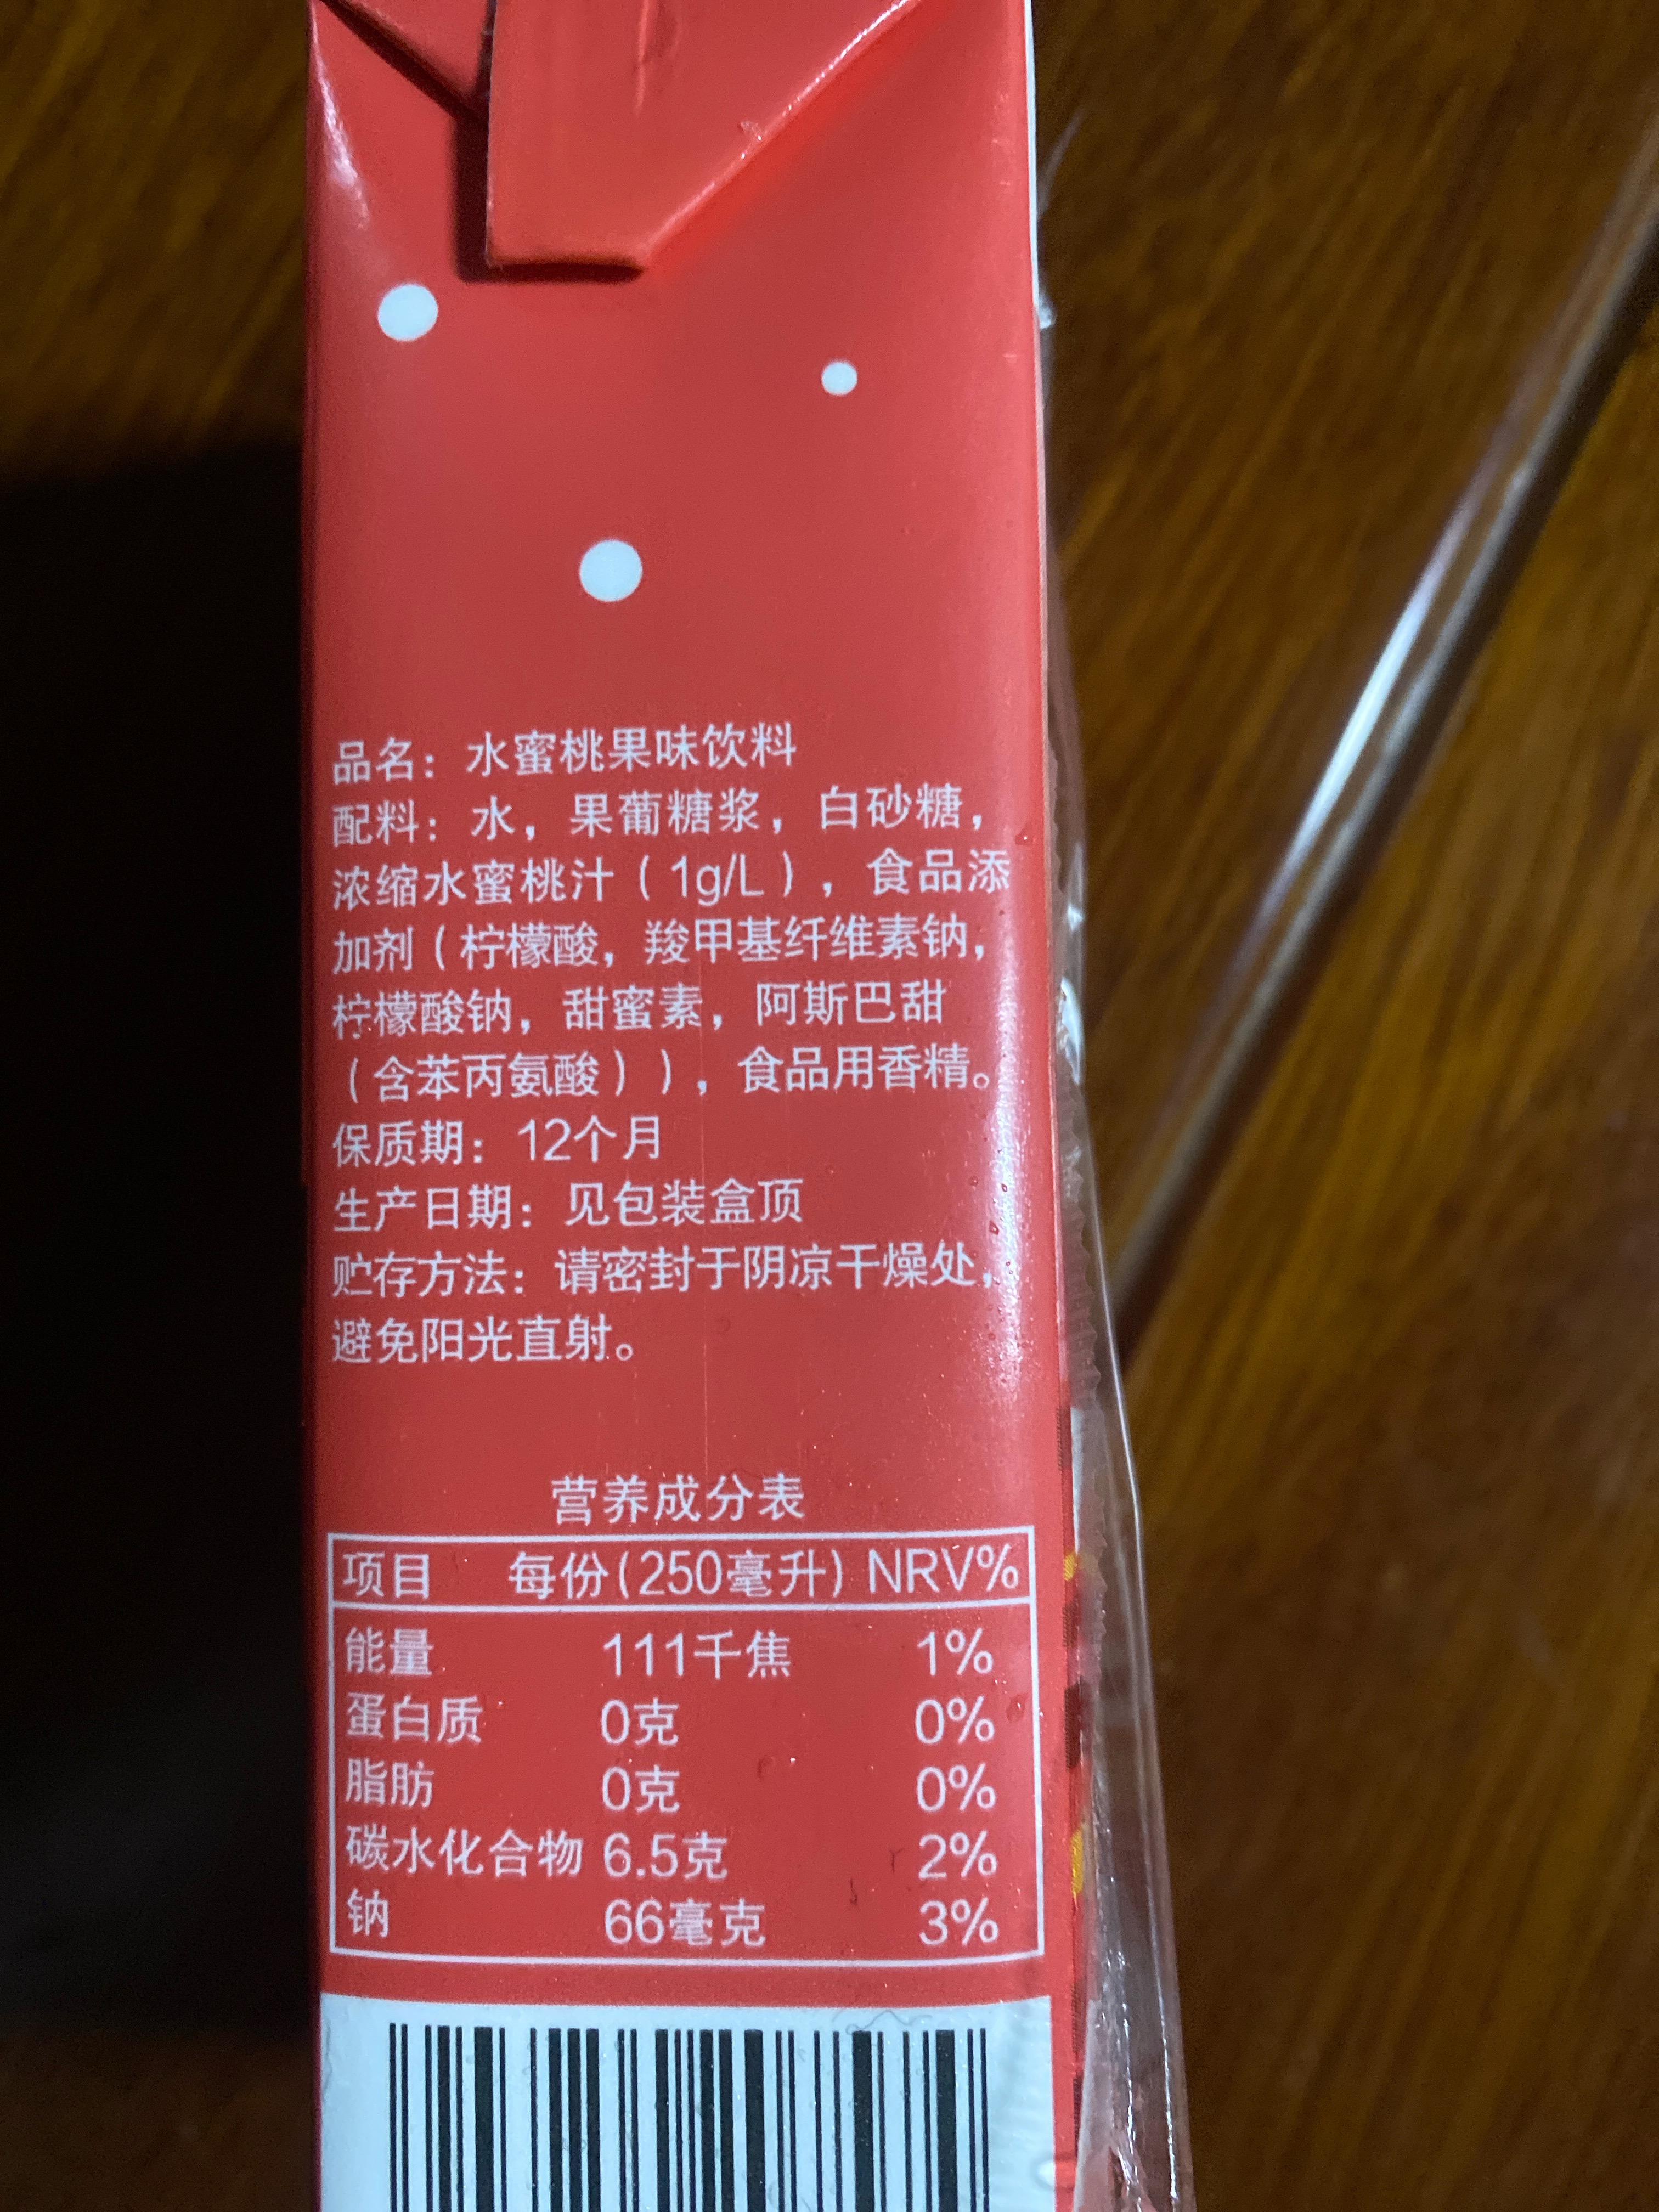 品名：水蜜桃果味饮料
配料：水，果葡糖浆，白砂糖，
浓缩水蜜桃汁（1g/L），食品添
加剂（柠檬酸，羧甲基纤维素钠，
柠檬酸钠，甜蜜素，阿斯巴甜
（含苯丙氨酸）），食品用香精。
保质期：12个月
生产日期：见包装盒顶
贮存方法：请密封于阴凉干燥处，
避免阳光直射。
营养成分表
项目 每份(250毫升) NRV%
能量 111千焦 1%
蛋白质 0克 0%
脂肪 0克 0%
碳水化合物 6.5克 2%
钠 66毫克 3%